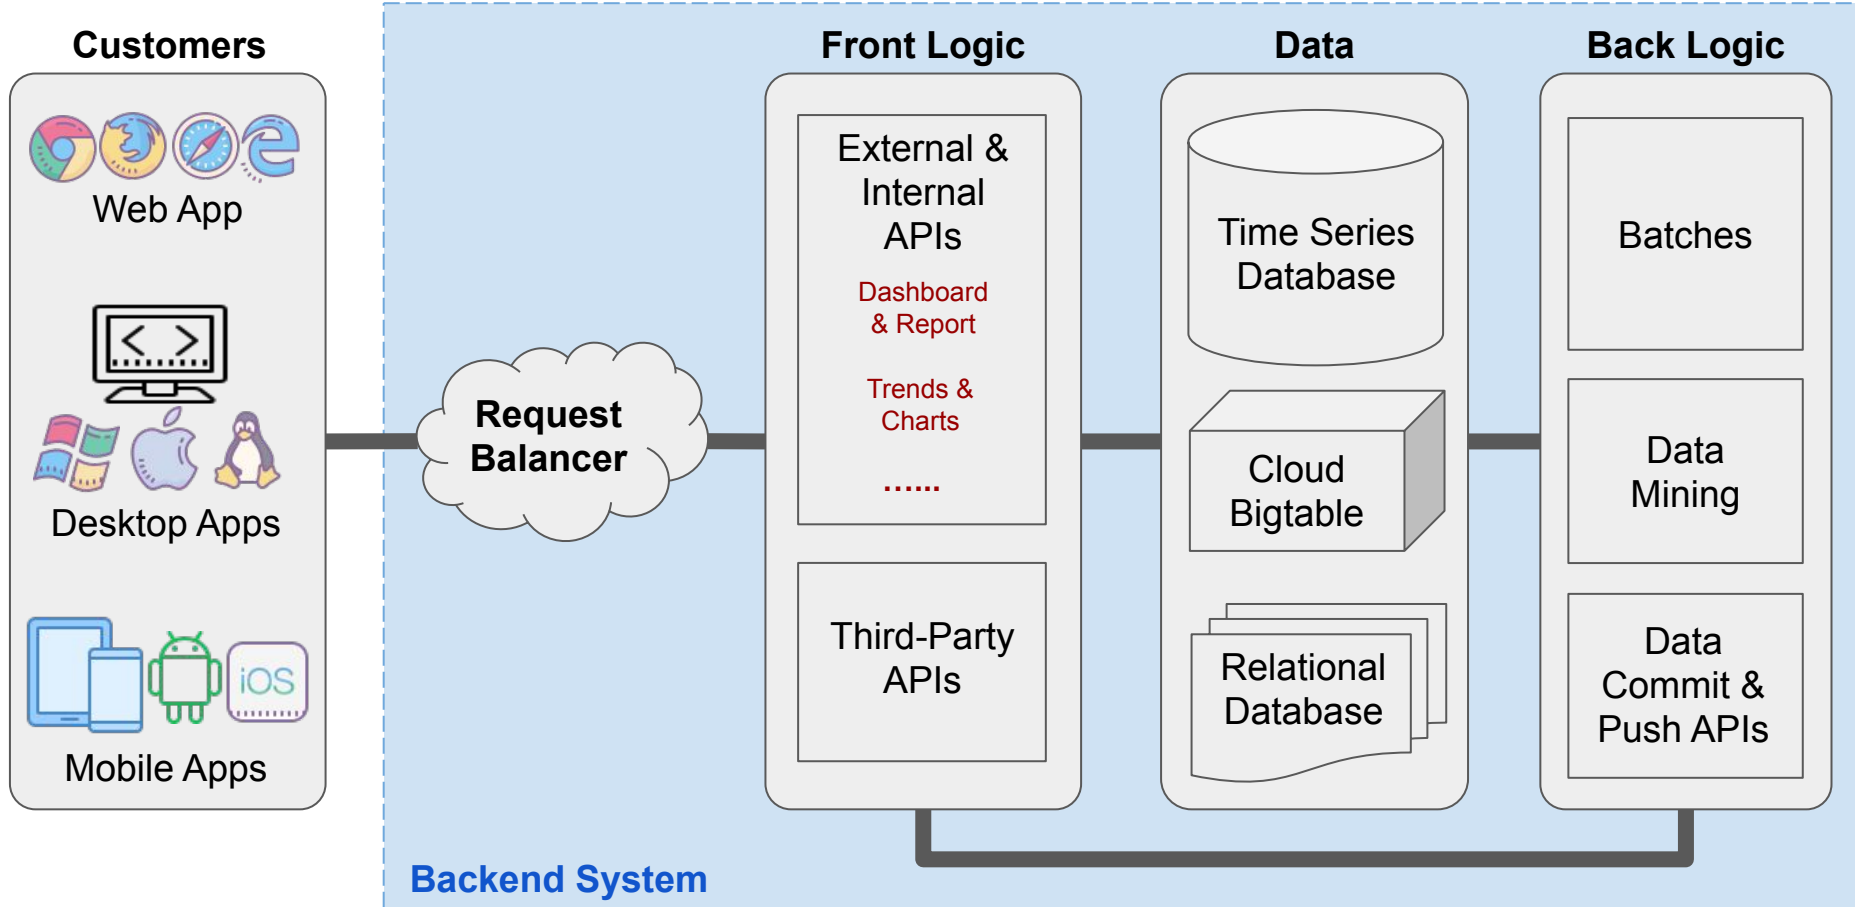 Customers
Web App
Desktop Apps
iOS
Mobile Apps
Request
Balancer
Front Logic
External &
Internal
APIs
Dashboard
& Report
Trends &
Charts
…...
Third-Party
APIs
Data
Time Series
Database
Cloud
Bigtable
Relational
Database
Back Logic
Batches
Data
Mining
Data
Commit &
Push APIs
Backend System